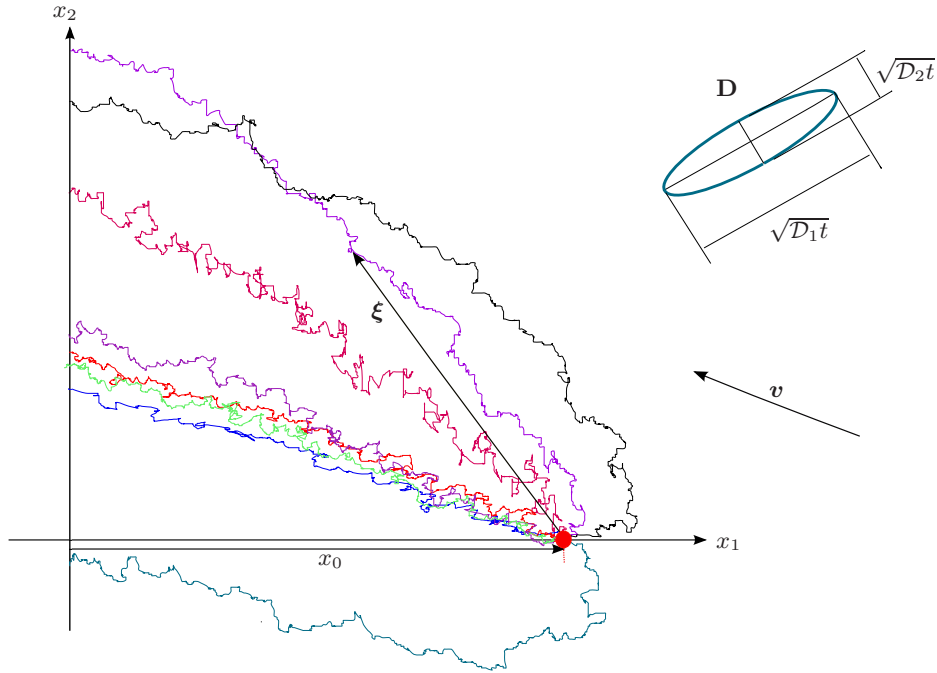 x₂
D
√𝒟₂t
√𝒟₁t
ξ
v
x₁
x₀